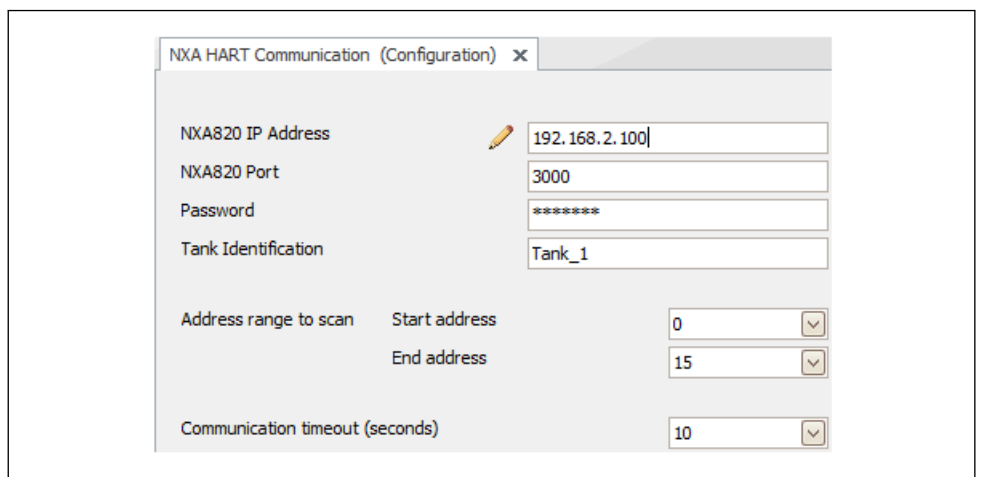 NXA HART Communication (Configuration) x
NXA820 IP Address 192.168.2.100
NXA820 Port 3000
Password *******
Tank Identification Tank_1
Address range to scan Start address 0
End address 15
Communication timeout (seconds) 10